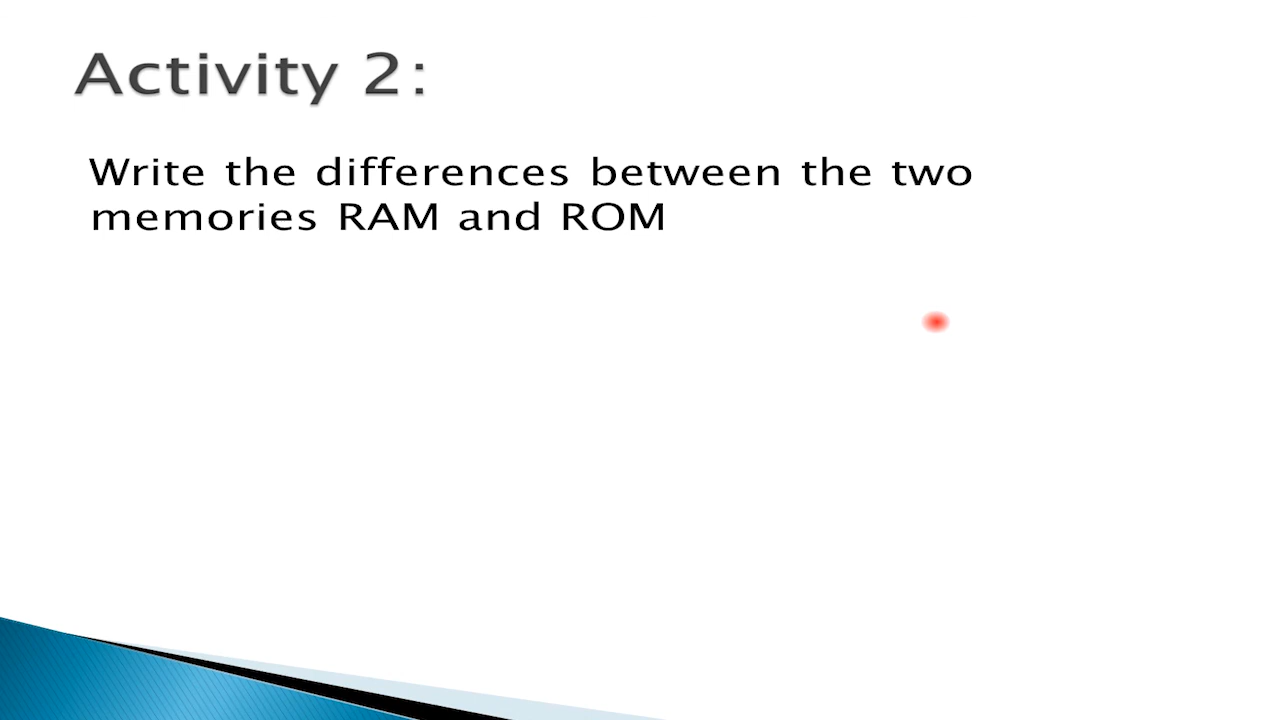 Activity 2:
Write the differences between the two
memories RAM and ROM